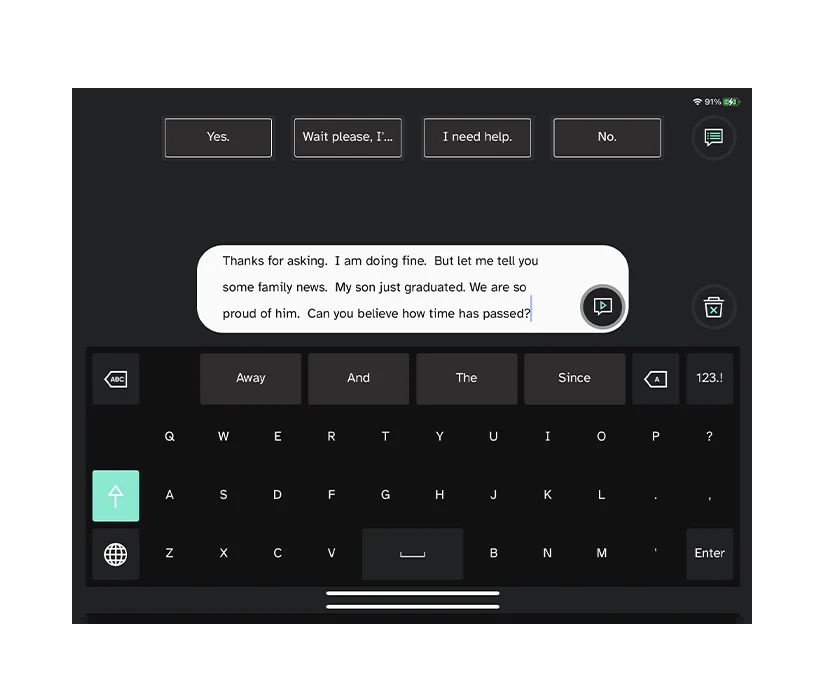 91%
Yes.
Wait please, I'...
I need help.
No.
Thanks for asking.  I am doing fine.  But let me tell you
some family news.  My son just graduated. We are so
proud of him.  Can you believe how time has passed?
ABC
Away
And
The
Since
A
123.!
Q W E R T Y U I O P ?
A S D F G H J K L . ,
Z X C V B N M ' Enter